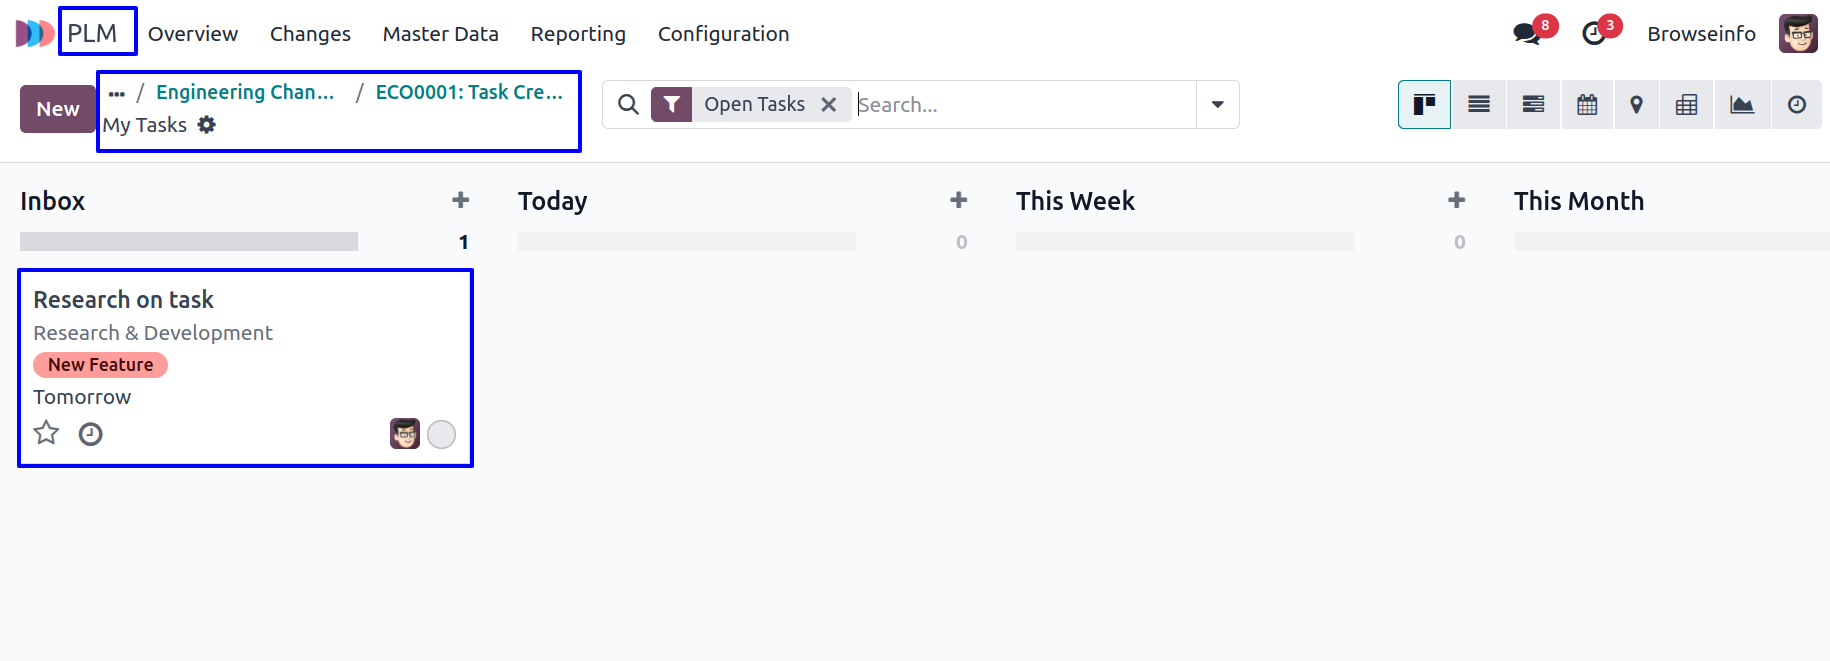 PLM Overview Changes Master Data Reporting Configuration 8 3 Browseinfo
New ... / Engineering Chan... / ECO0001: Task Cre...
My Tasks
Open Tasks Search...
Inbox Today This Week This Month
1 0 0
Research on task
Research & Development
New Feature
Tomorrow